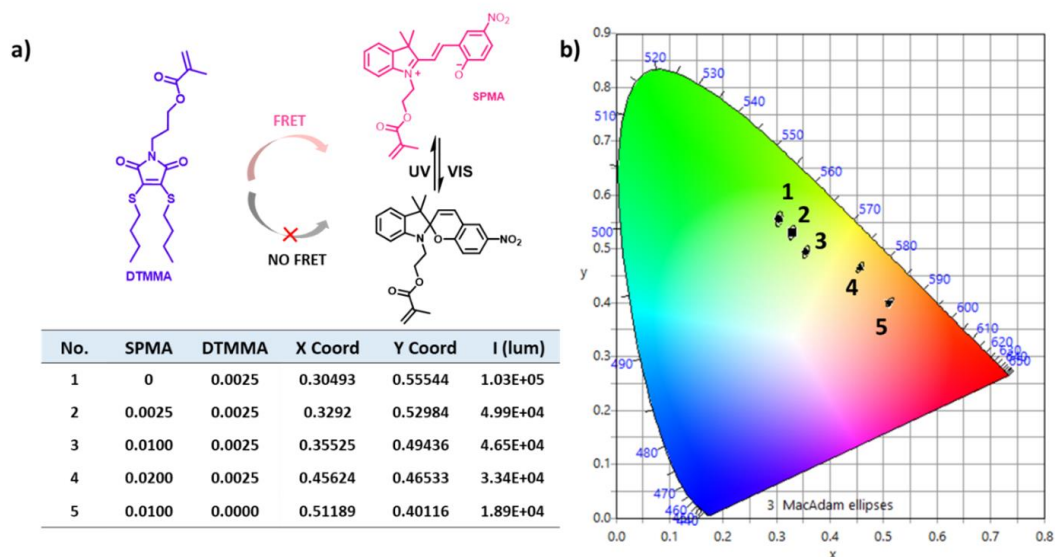 a)
O
O
O
N
O
S
S
DTMMA
FRET
NO FRET
NO₂
N⁺
O⁻
O
O
SPMA
UV VIS
N
O
NO₂
O
O
No. SPMA DTMMA X Coord Y Coord I (lum)
1 0 0.0025 0.30493 0.55544 1.03E+05
2 0.0025 0.0025 0.3292 0.52984 4.99E+04
3 0.0100 0.0025 0.35525 0.49436 4.65E+04
4 0.0200 0.0025 0.45624 0.46533 3.34E+04
5 0.0100 0.0000 0.51189 0.40116 1.89E+04
b)
0.9
0.8
0.7
0.6
0.5
y
0.4
0.3
0.2
0.1
0.0
0.0 0.1 0.2 0.3 0.4 0.5 0.6 0.7 0.8
x
520
530
540
550
560
570
580
590
600
610
620
630
510
500
490
480
470
460
1
2
3
4
5
3 MacAdam ellipses